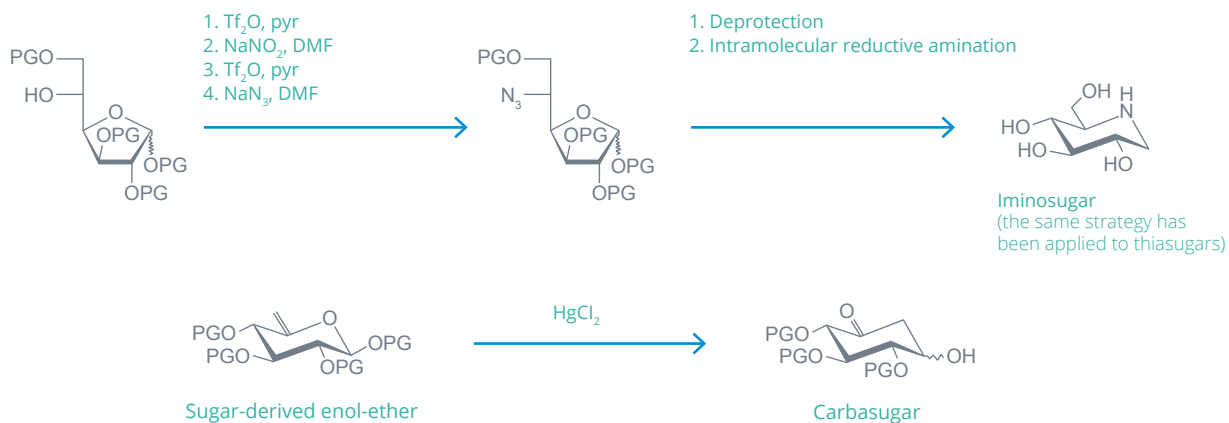 1. Tf₂O, pyr
2. NaNO₂, DMF
3. Tf₂O, pyr
4. NaN₃, DMF
1. Deprotection
2. Intramolecular reductive amination
PGO
HO
O
OPG
OPG
OPG
PGO
N₃
O
OPG
OPG
OPG
OH
H
N
HO
HO
HO
Iminosugar
(the same strategy has
been applied to thiasugars)
HgCl₂
O
PGO
PGO
OPG
OPG
O
PGO
PGO
PGO
OH
Sugar-derived enol-ether
Carbasugar